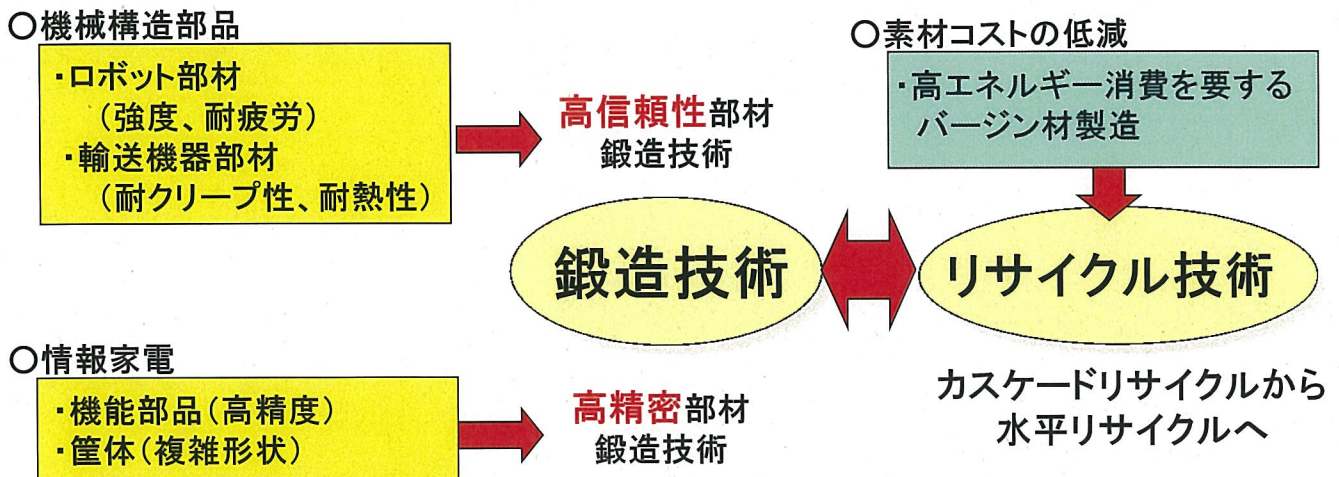 ○機械構造部品
・ロボット部材
(強度、耐疲労)
・輸送機器部材
(耐クリープ性、耐熱性)
高信頼性部材
鍛造技術
○素材コストの低減
・高エネルギー消費を要する
バージン材製造
鍛造技術
リサイクル技術
○情報家電
・機能部品(高精度)
・筐体(複雑形状)
高精密部材
鍛造技術
カスケードリサイクルから
水平リサイクルへ